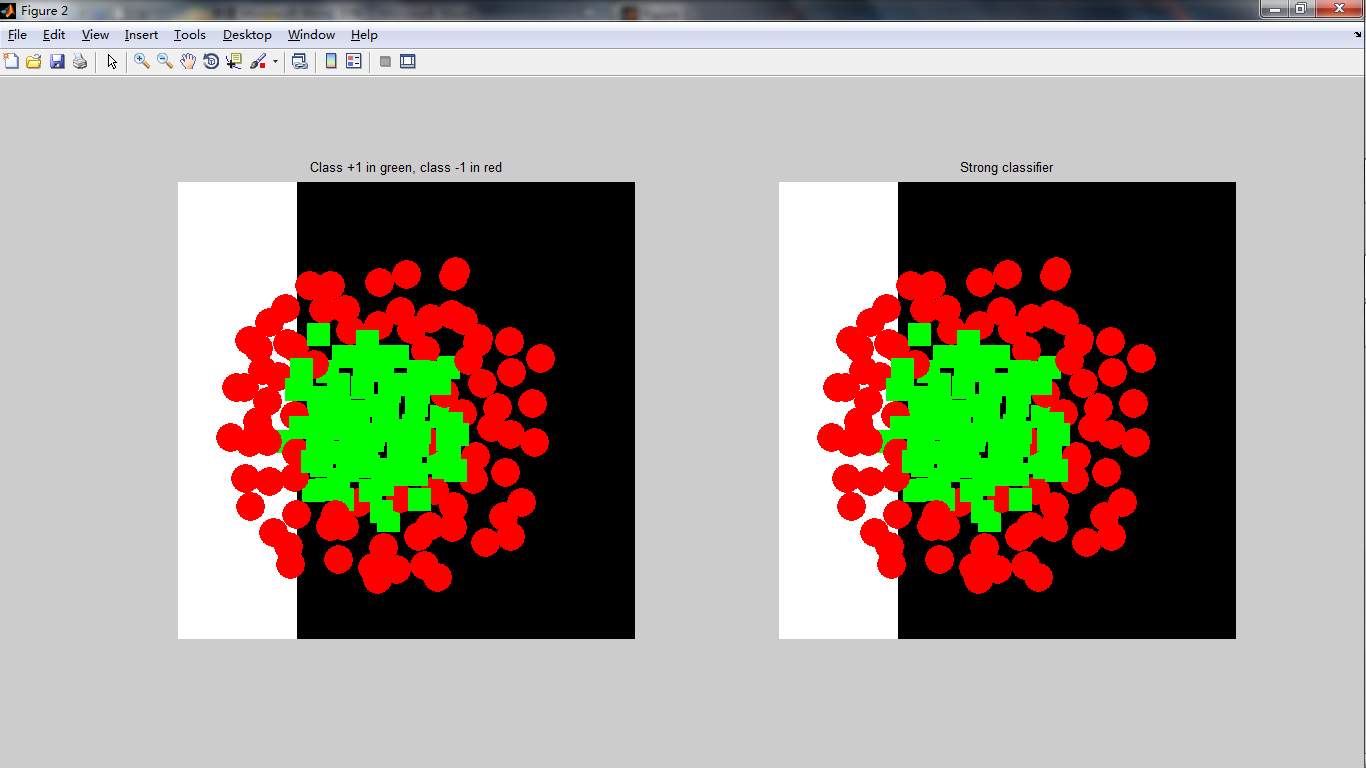 Figure 2
File Edit View Insert Tools Desktop Window Help
Class +1 in green, class -1 in red
Strong classifier